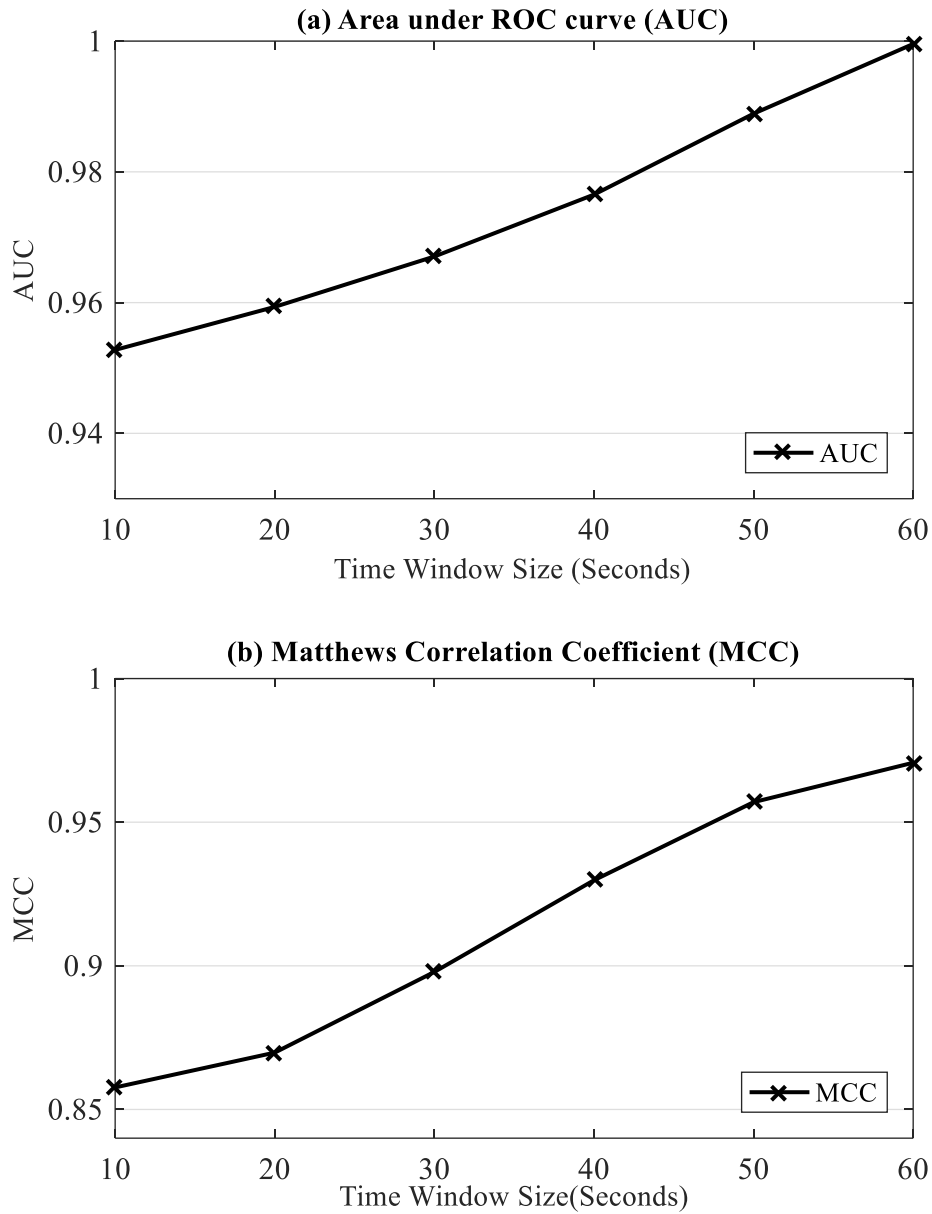 (a) Area under ROC curve (AUC)
1
0.98
0.96
0.94
AUC
AUC
10 20 30 40 50 60
Time Window Size (Seconds)
(b) Matthews Correlation Coefficient (MCC)
1
0.95
0.9
0.85
MCC
MCC
10 20 30 40 50 60
Time Window Size(Seconds)